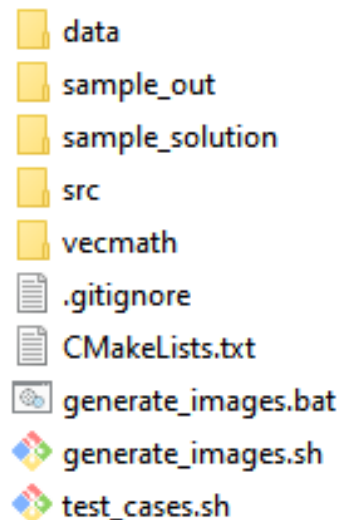 data
sample_out
sample_solution
src
vecmath
.gitignore
CMakeLists.txt
generate_images.bat
generate_images.sh
test_cases.sh